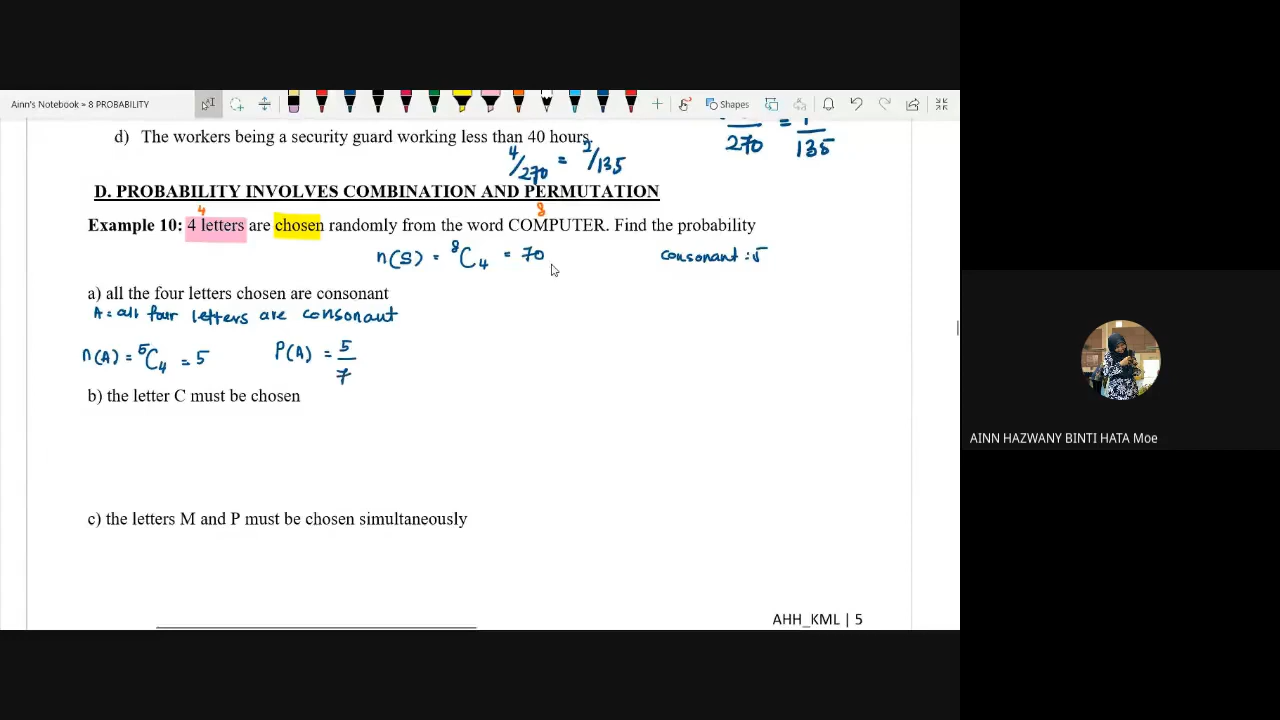 Ainn's Notebook > 8 PROBABILITY
Shapes
d) The workers being a security guard working less than 40 hours.
4/270 = 2/135
270 = 1/135
D. PROBABILITY INVOLVES COMBINATION AND PERMUTATION
4 8
Example 10: 4 letters are chosen randomly from the word COMPUTER. Find the probability
n(S) = ⁸C₄ = 70 consonant : 5
a) all the four letters chosen are consonant
A = all four letters are consonant
n(A) = ⁵C₄ = 5 P(A) = 5/7
b) the letter C must be chosen
c) the letters M and P must be chosen simultaneously
AHH_KML | 5
AINN HAZWANY BINTI HATA Moe